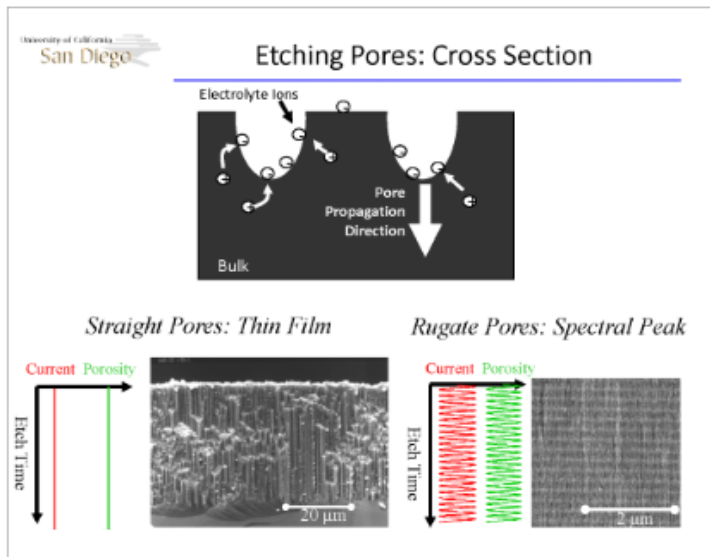 University of California
San Diego
Etching Pores: Cross Section
Electrolyte Ions
Pore
Propagation
Direction
Bulk
Straight Pores: Thin Film
Rugate Pores: Spectral Peak
Current Porosity
Etch Time
20 μm
Current Porosity
Etch Time
2 μm